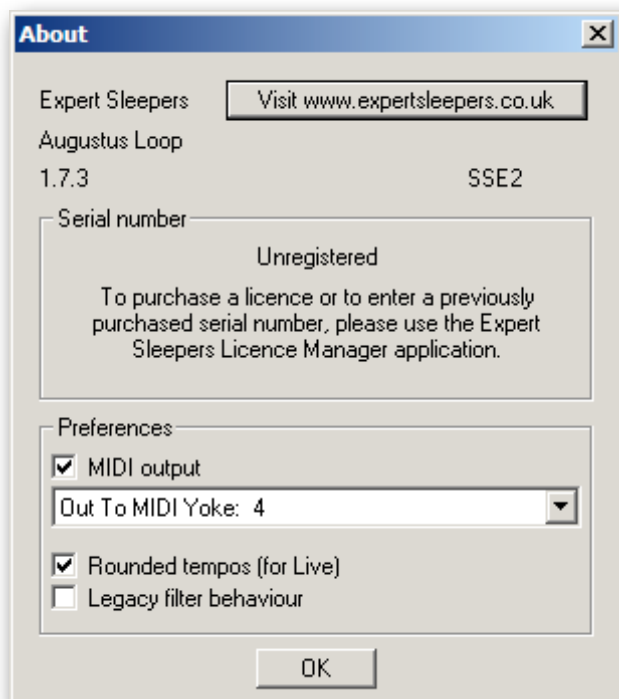 About
Expert Sleepers
Visit www.expertsleepers.co.uk
Augustus Loop
1.7.3
SSE2
Serial number
Unregistered
To purchase a licence or to enter a previously
purchased serial number, please use the Expert
Sleepers Licence Manager application.
Preferences
MIDI output
Out To MIDI Yoke:  4
Rounded tempos (for Live)
Legacy filter behaviour
OK